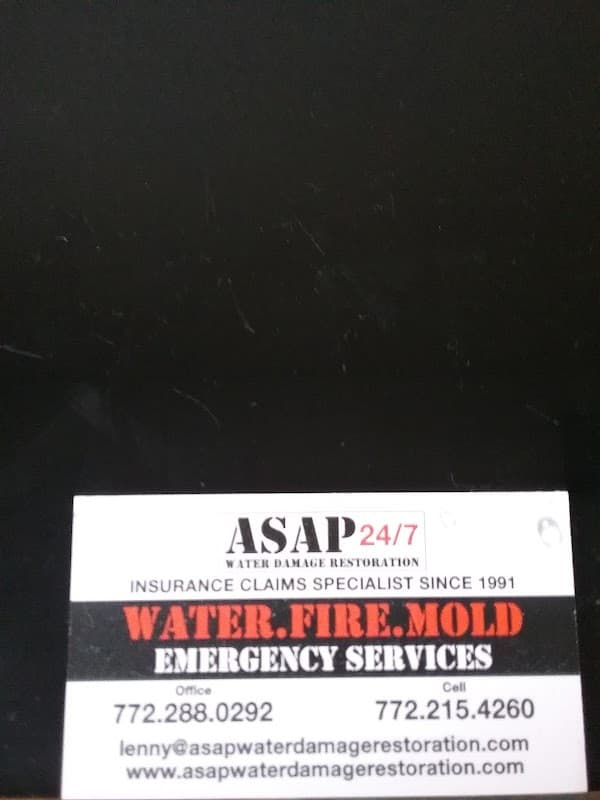 ASAP 24/7
WATER DAMAGE RESTORATION
INSURANCE CLAIMS SPECIALIST SINCE 1991
WATER.FIRE.MOLD
EMERGENCY SERVICES
Office Cell
772.288.0292 772.215.4260
lenny@asapwaterdamagerestoration.com
www.asapwaterdamagerestoration.com